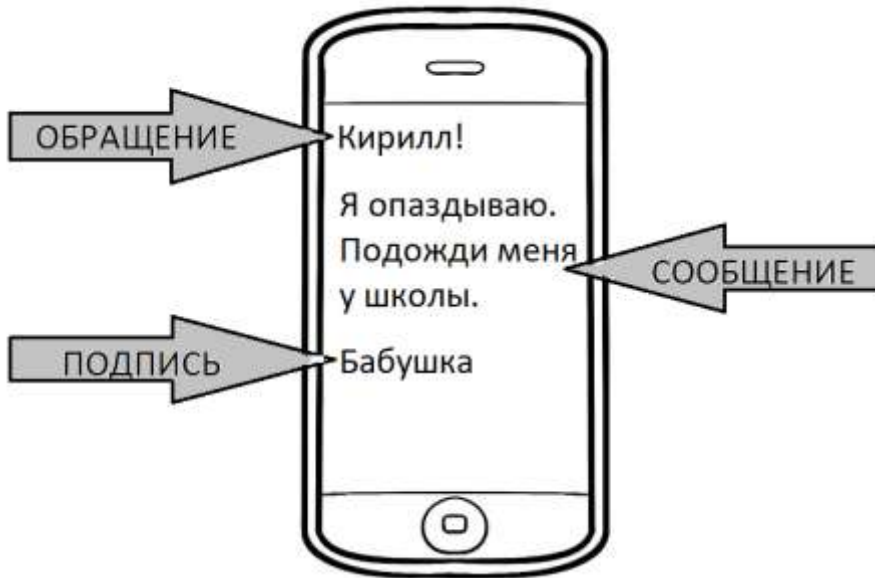 ОБРАЩЕНИЕ
Кирилл!
Я опаздываю.
Подожди меня
у школы.
СООБЩЕНИЕ
ПОДПИСЬ
Бабушка